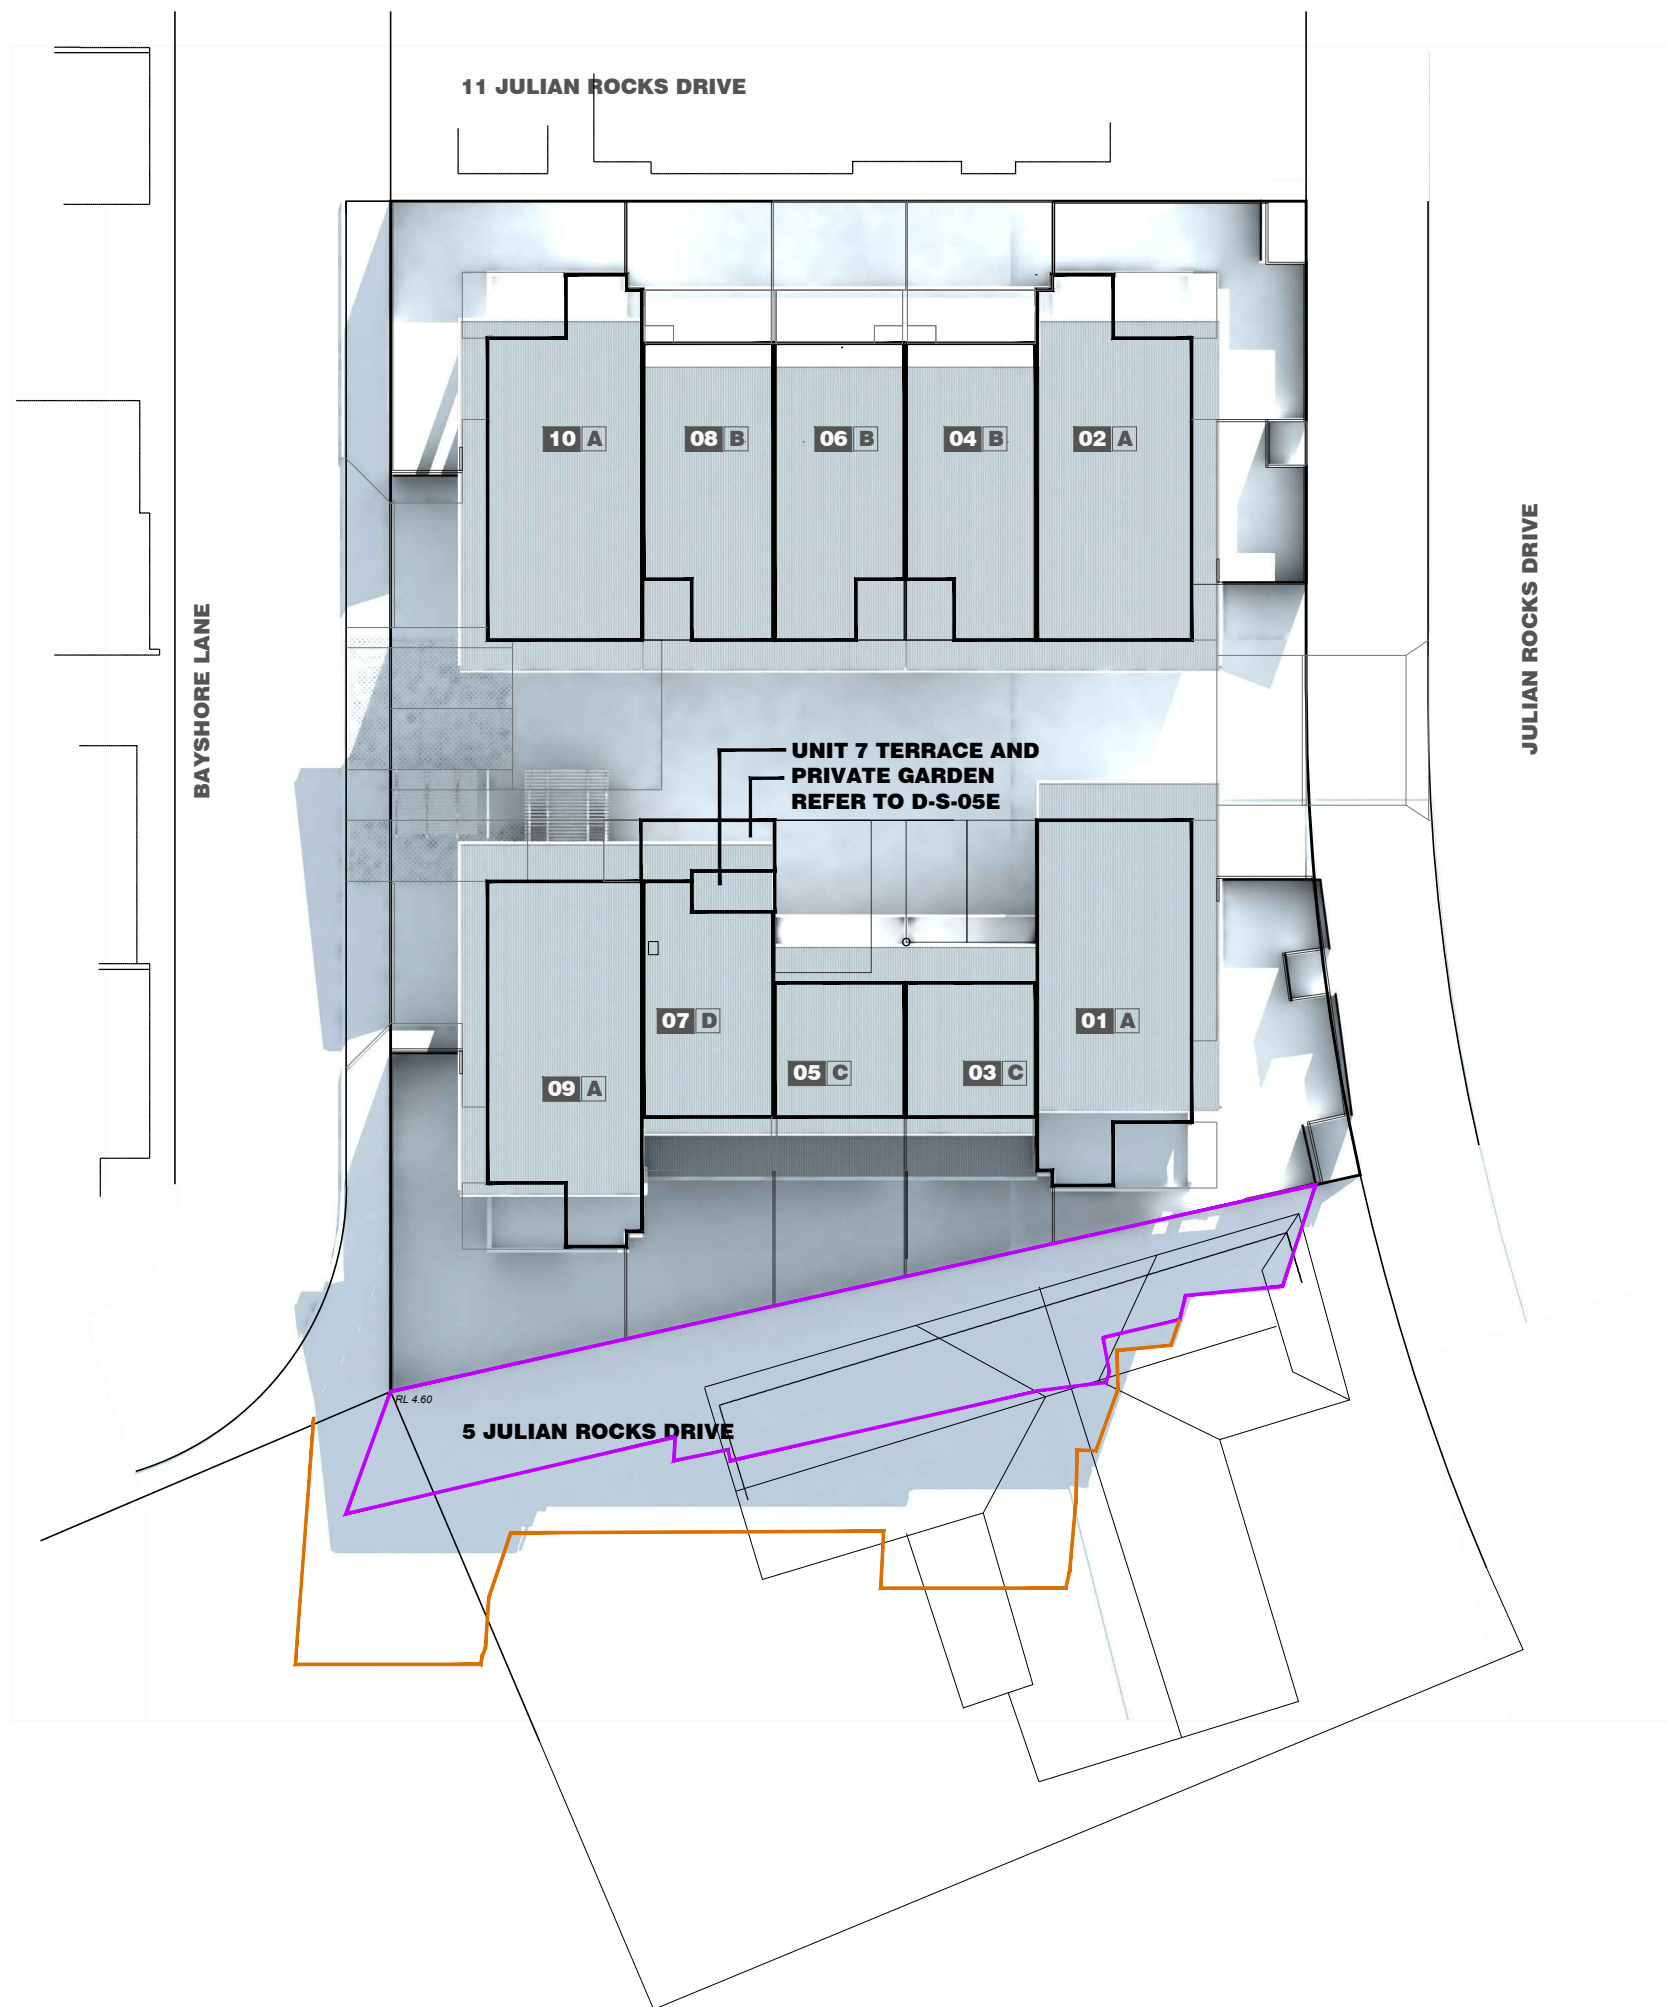 11 JULIAN ROCKS DRIVE
10 A
08 B
06 B
04 B
02 A
JULIAN ROCKS DRIVE
BAYSHORE LANE
UNIT 7 TERRACE AND
PRIVATE GARDEN
REFER TO D-S-05E
07 D
01 A
05 C
03 C
09 A
RL 4.60
5 JULIAN ROCKS DRIVE